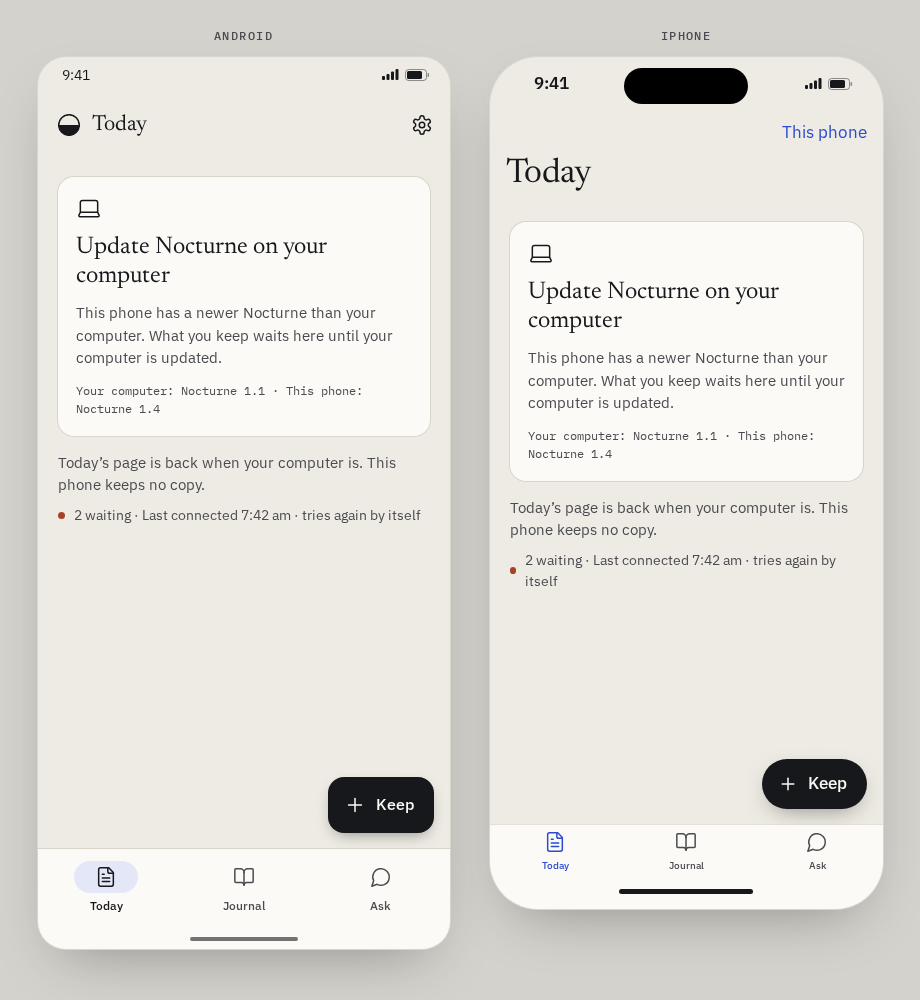 ANDROID
9:41
Today
Update Nocturne on your
computer
This phone has a newer Nocturne than your
computer. What you keep waits here until your
computer is updated.
Your computer: Nocturne 1.1 · This phone:
Nocturne 1.4
Today’s page is back when your computer is. This
phone keeps no copy.
2 waiting · Last connected 7:42 am · tries again by itself
Keep
Today
Journal
Ask
IPHONE
9:41
This phone
Today
Update Nocturne on your
computer
This phone has a newer Nocturne than your
computer. What you keep waits here until your
computer is updated.
Your computer: Nocturne 1.1 · This phone:
Nocturne 1.4
Today’s page is back when your computer is. This
phone keeps no copy.
2 waiting · Last connected 7:42 am · tries again by
itself
Keep
Today
Journal
Ask